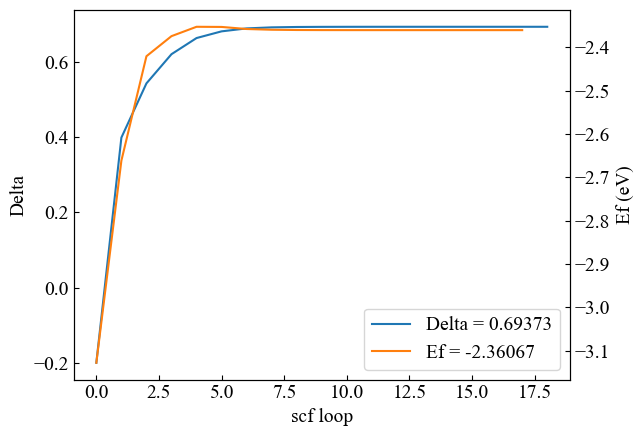 0.6
0.4
0.2
0.0
−0.2
Delta
−2.4
−2.5
−2.6
−2.7
−2.8
−2.9
−3.0
−3.1
Ef (eV)
Delta = 0.69373
Ef = -2.36067
0.0 2.5 5.0 7.5 10.0 12.5 15.0 17.5
scf loop